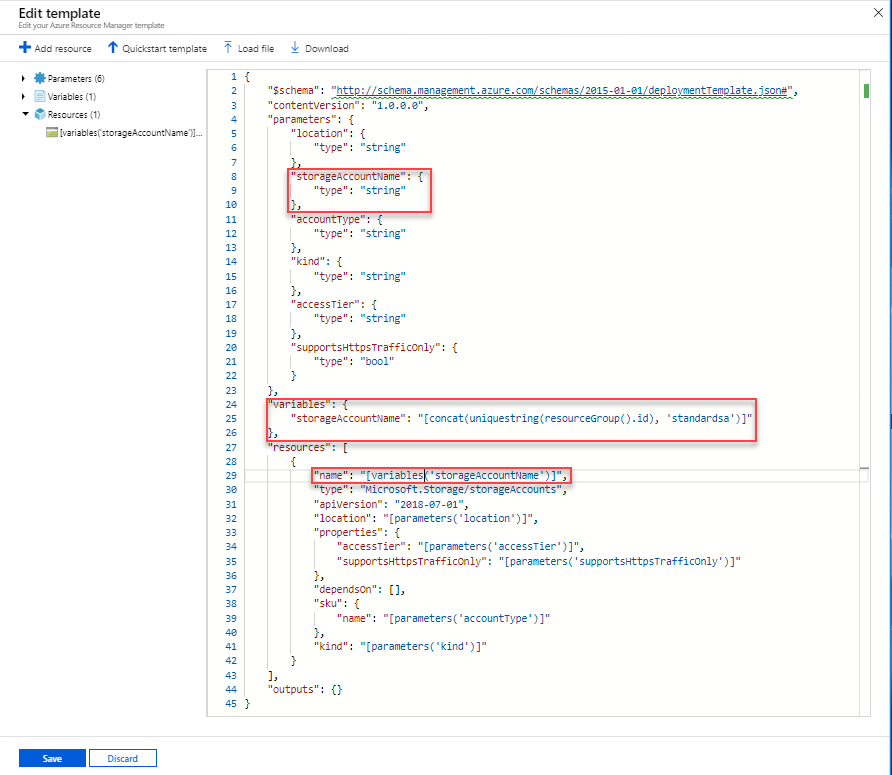 Edit template
Edit your Azure Resource Manager template
Add resource Quickstart template Load file Download
Parameters (6)
Variables (1)
Resources (1)
[variables('storageAccountName')]...
1 {
2 "$schema": "http://schema.management.azure.com/schemas/2015-01-01/deploymentTemplate.json#",
3 "contentVersion": "1.0.0.0",
4 "parameters": {
5 "location": {
6 "type": "string"
7 },
8 "storageAccountName": {
9 "type": "string"
10 },
11 "accountType": {
12 "type": "string"
13 },
14 "kind": {
15 "type": "string"
16 },
17 "accessTier": {
18 "type": "string"
19 },
20 "supportsHttpsTrafficOnly": {
21 "type": "bool"
22 }
23 },
24 "variables": {
25 "storageAccountName": "[concat(uniquestring(resourceGroup().id), 'standardsa')]"
26 },
27 "resources": [
28 {
29 "name": "[variables('storageAccountName')]",
30 "type": "Microsoft.Storage/storageAccounts",
31 "apiVersion": "2018-07-01",
32 "location": "[parameters('location')]",
33 "properties": {
34 "accessTier": "[parameters('accessTier')]",
35 "supportsHttpsTrafficOnly": "[parameters('supportsHttpsTrafficOnly')]"
36 },
37 "dependsOn": [],
38 "sku": {
39 "name": "[parameters('accountType')]"
40 },
41 "kind": "[parameters('kind')]"
42 }
43 ],
44 "outputs": {}
45 }
Save Discard